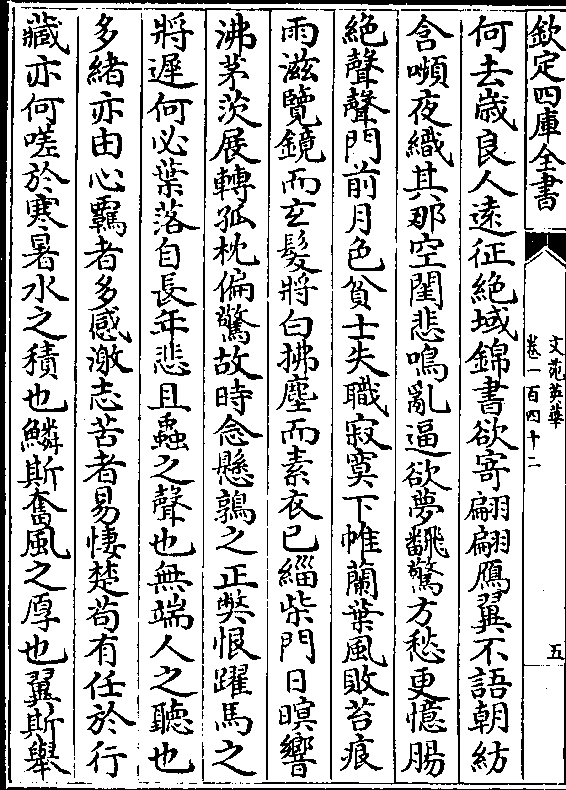 欽定四庫全書
文苑英華
卷一百四十二
五
何去歲良人遠征絶域錦書欲寄翩翩鴈翼不語朝紡
含嚬夜織其那空閨悲鳴亂逼欲夢翻驚方愁更憶腸
絶聲聲門前月色貧士失職寂寞下帷蘭葉風敗苔痕
雨滋覽鏡而玄髮將白拂塵而素衣已緇柴門日暝響
沸茅茨展轉孤枕偏驚故時念懸鶉之正弊恨躍馬之
將遲何必葉落自長年悲且蟲之聲也無端人之聽也
多緒亦由心羈者多感激志苦者易悽楚茍有任於行
藏亦何嗟於寒暑水之積也鱗斯奮風之厚也翼斯舉